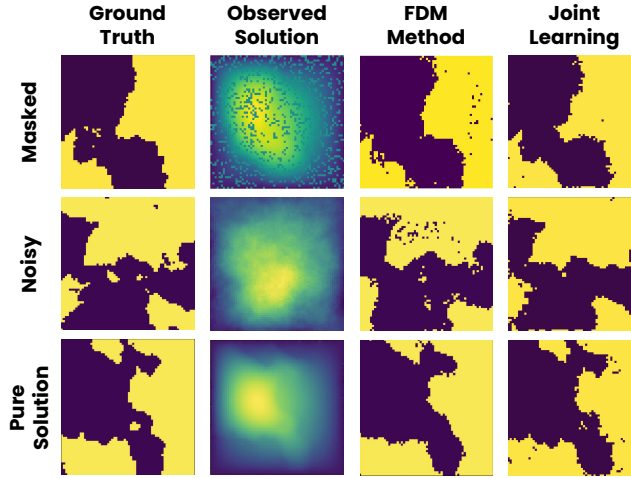 Ground Truth
Observed Solution
FDM Method
Joint Learning
Masked
Noisy
Pure Solution